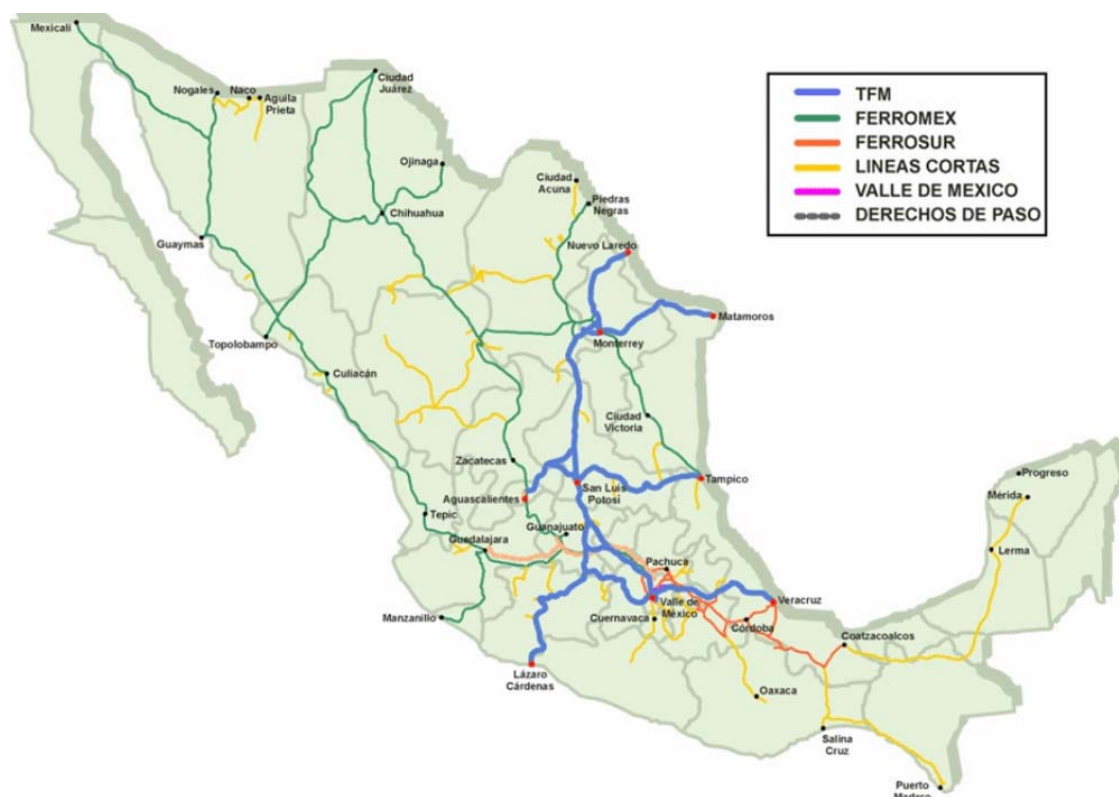 Mexicali
Nogales
Naco
Aguila
Prieta
Ciudad
Juárez
TFM
FERROMEX
FERROSUR
LINEAS CORTAS
VALLE DE MEXICO
DERECHOS DE PASO
Ojinaga
Ciudad
Acuna
Piedras
Negras
Chihuahua
Guaymas
Nuevo Laredo
Matamoros
Topolobampo
Monterrey
Culiacán
Ciudad
Victoria
Zacatecas
Progreso
Tampico
San Luis
Potosí
Mérida
Aguascalientes
Tepic
Guanajuato
Guadalajara
Lerma
Pachuca
Valle de
México
Veracruz
Manzanillo
Cuernavaca
Córdoba
Coatzacoalcos
Lázaro
Cárdenas
Oaxaca
Salina
Cruz
Puerto
Madero